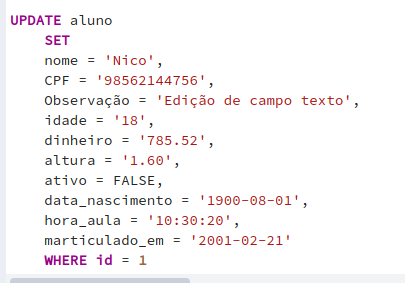 UPDATE aluno
SET
nome = 'Nico',
CPF = '98562144756',
Observação = 'Edição de campo texto',
idade = '18',
dinheiro = '785.52',
altura = '1.60',
ativo = FALSE,
data_nascimento = '1900-08-01',
hora_aula = '10:30:20',
marticulado_em = '2001-02-21'
WHERE id = 1